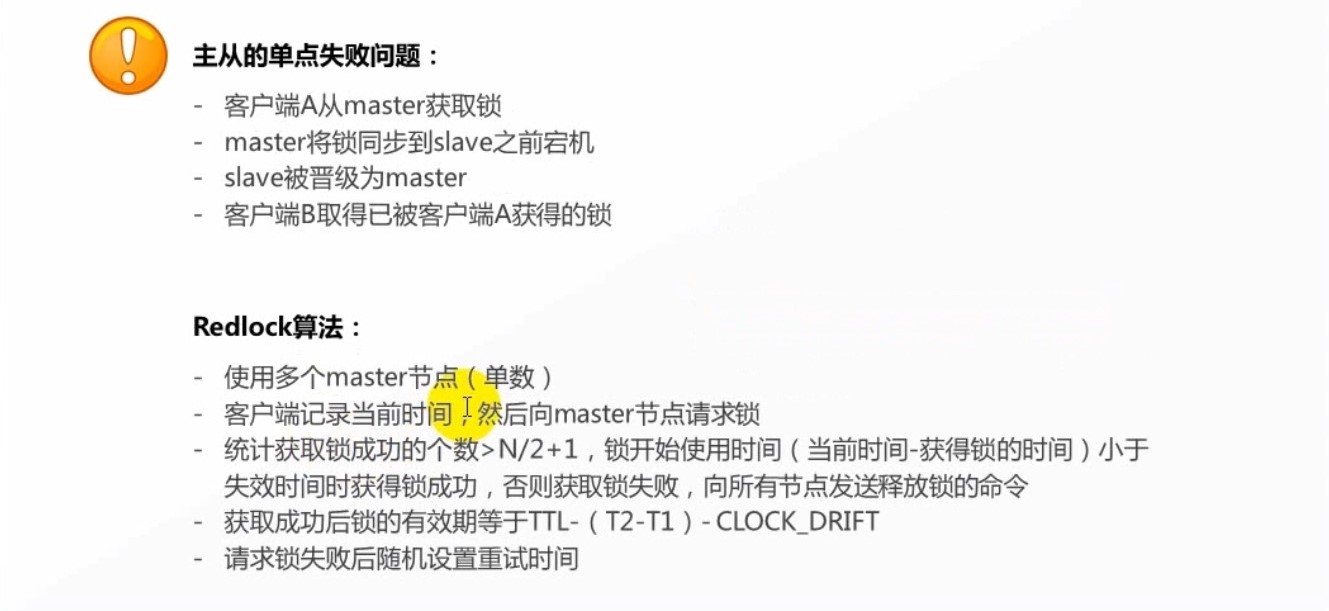 主从的单点失败问题：
- 客户端A从master获取锁
- master将锁同步到slave之前宕机
- slave被晋级为master
- 客户端B取得已被客户端A获得的锁
Redlock算法：
- 使用多个master节点（单数）
- 客户端记录当前时间，然后向master节点请求锁
- 统计获取锁成功的个数>N/2+1，锁开始使用时间（当前时间-获得锁的时间）小于
失效时间时获得锁成功，否则获取锁失败，向所有节点发送释放锁的命令
- 获取成功后锁的有效期等于TTL-（T2-T1）- CLOCK_DRIFT
- 请求锁失败后随机设置重试时间